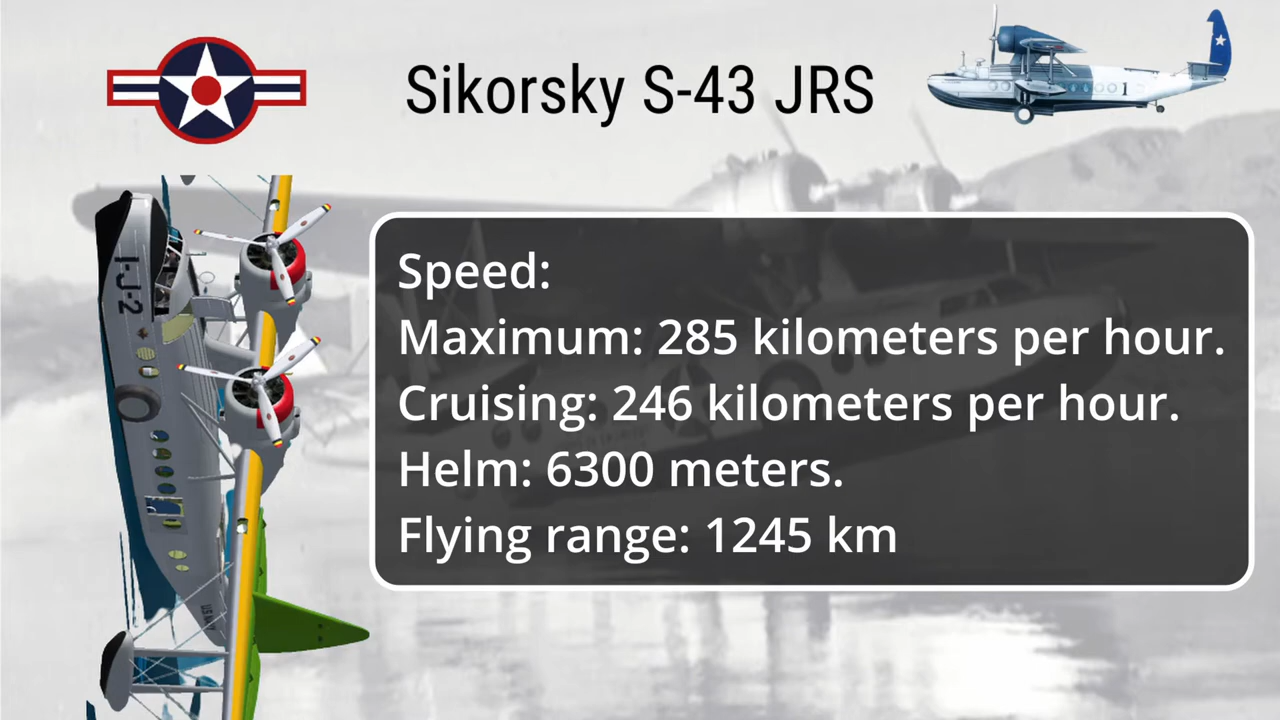 Sikorsky S-43 JRS
1
1-J-2
Speed:
Maximum: 285 kilometers per hour.
Cruising: 246 kilometers per hour.
Helm: 6300 meters.
Flying range: 1245 km